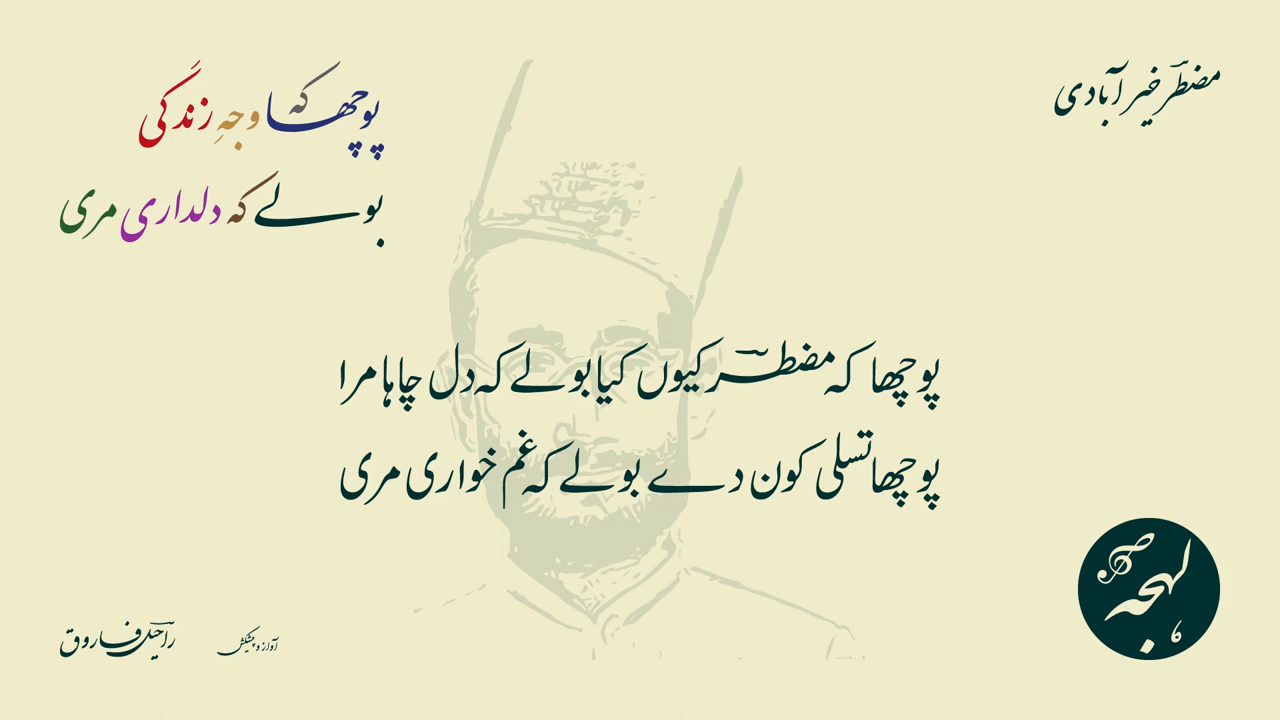 مضطرؔ خیرآبادی
پوچھا کہ وجہِ زندگی
بولے کہ دلداری مری
پوچھا کہ مضطرؔ کیوں کیا بولے کہ دل چاہا مرا
پوچھا تسلی کون دے بولے کہ غم خواری مری
لہجہ
آواز و پیشکش
راحیلؔ فاروق